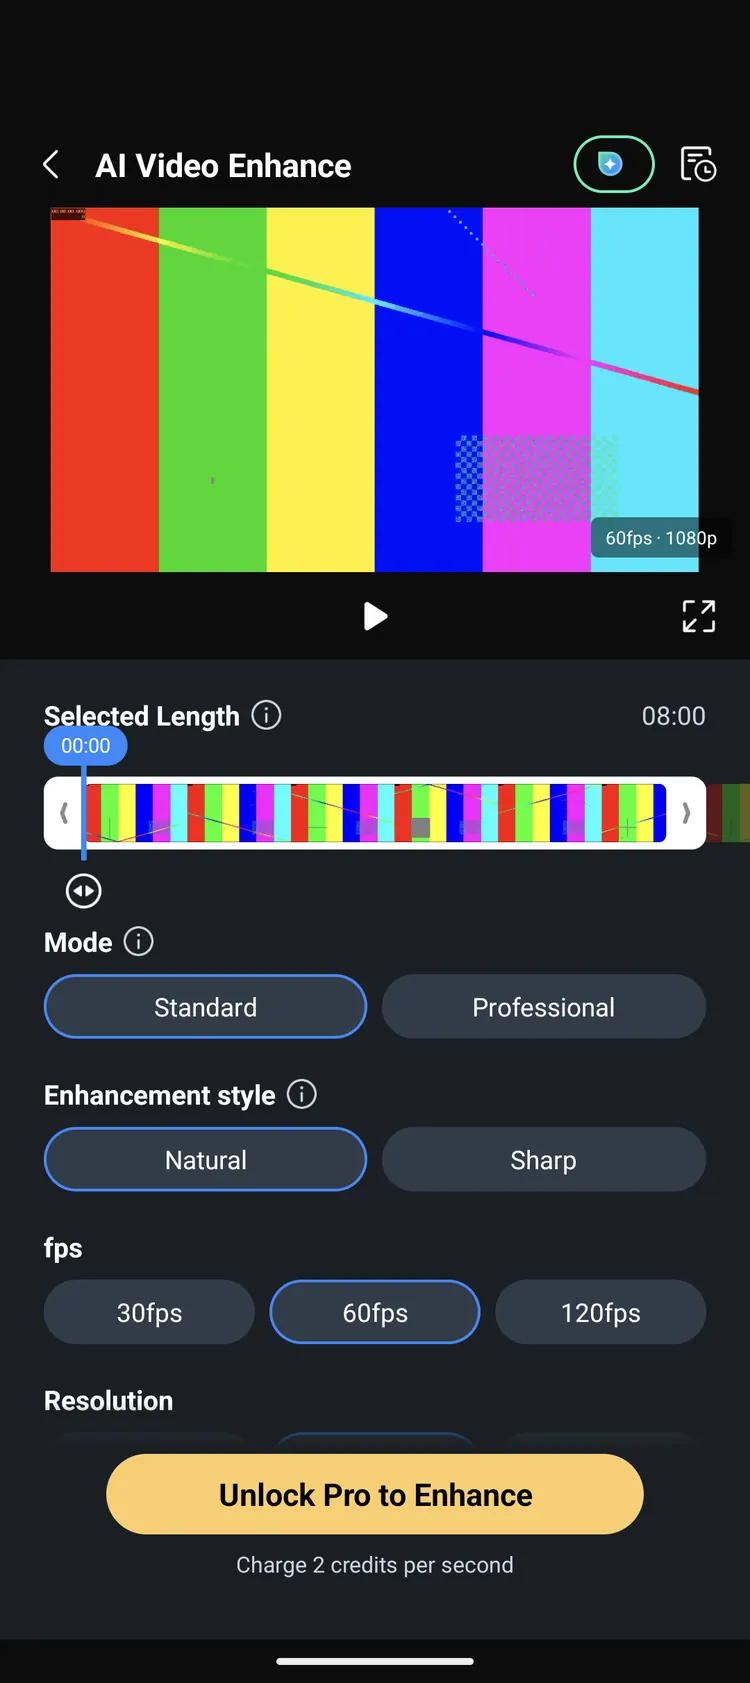 AI Video Enhance
60fps · 1080p
Selected Length
08:00
00:00
Mode
Standard
Professional
Enhancement style
Natural
Sharp
fps
30fps
60fps
120fps
Resolution
Unlock Pro to Enhance
Charge 2 credits per second